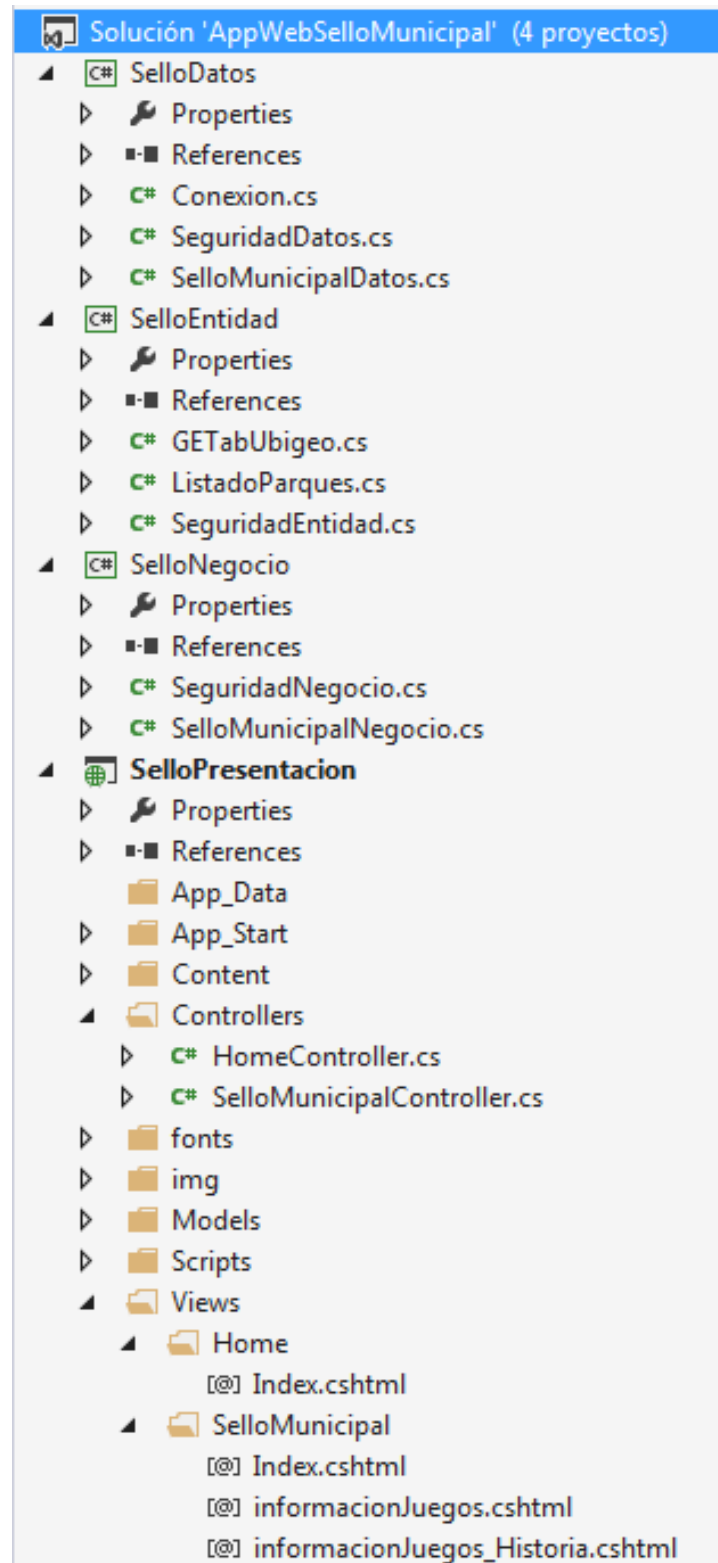 Solución 'AppWebSelloMunicipal' (4 proyectos)
C# SelloDatos
Properties
References
C# Conexion.cs
C# SeguridadDatos.cs
C# SelloMunicipalDatos.cs
C# SelloEntidad
Properties
References
C# GETabUbigeo.cs
C# ListadoParques.cs
C# SeguridadEntidad.cs
C# SelloNegocio
Properties
References
C# SeguridadNegocio.cs
C# SelloMunicipalNegocio.cs
SelloPresentacion
Properties
References
App_Data
App_Start
Content
Controllers
C# HomeController.cs
C# SelloMunicipalController.cs
fonts
img
Models
Scripts
Views
Home
[@] Index.cshtml
SelloMunicipal
[@] Index.cshtml
[@] informacionJuegos.cshtml
[@] informacionJuegos_Historia.cshtml